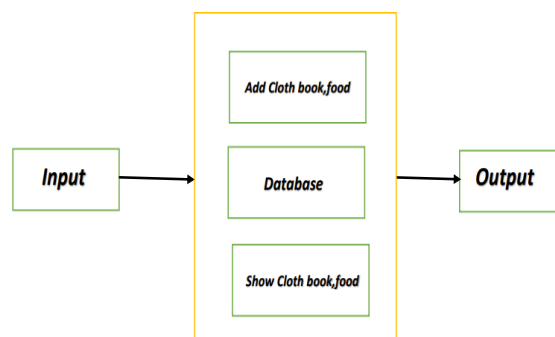 Add Cloth book,food
Input
Database
Output
Show Cloth book,food